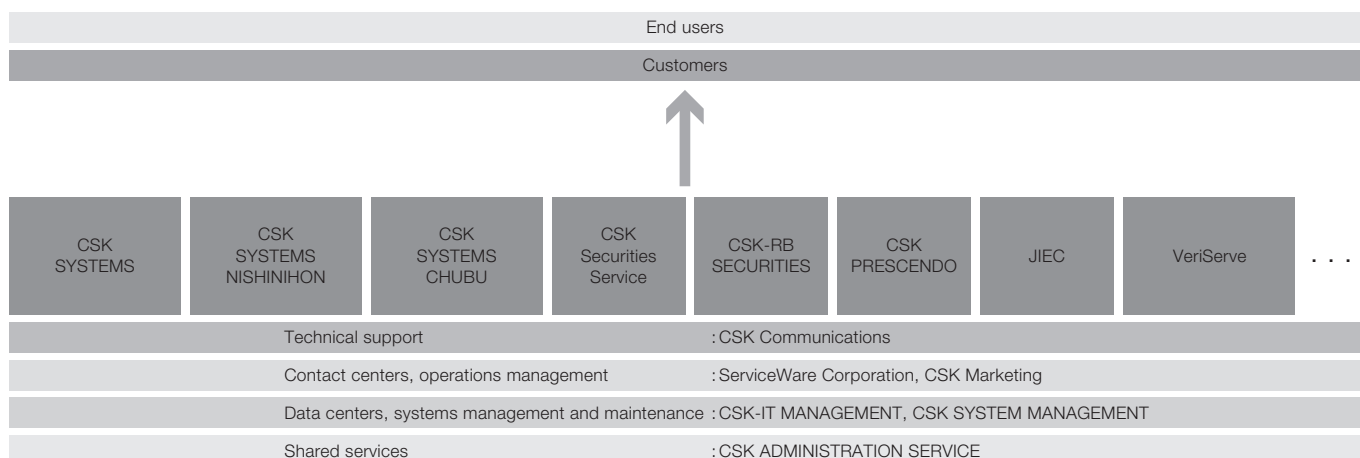 End users
Customers
CSK
SYSTEMS
CSK
SYSTEMS
NISHINIHON
CSK
SYSTEMS
CHUBU
CSK
Securities
Service
CSK-RB
SECURITIES
CSK
PRESCENDO
JIEC
VeriServe
. . .
Technical support : CSK Communications
Contact centers, operations management : ServiceWare Corporation, CSK Marketing
Data centers, systems management and maintenance : CSK-IT MANAGEMENT, CSK SYSTEM MANAGEMENT
Shared services : CSK ADMINISTRATION SERVICE